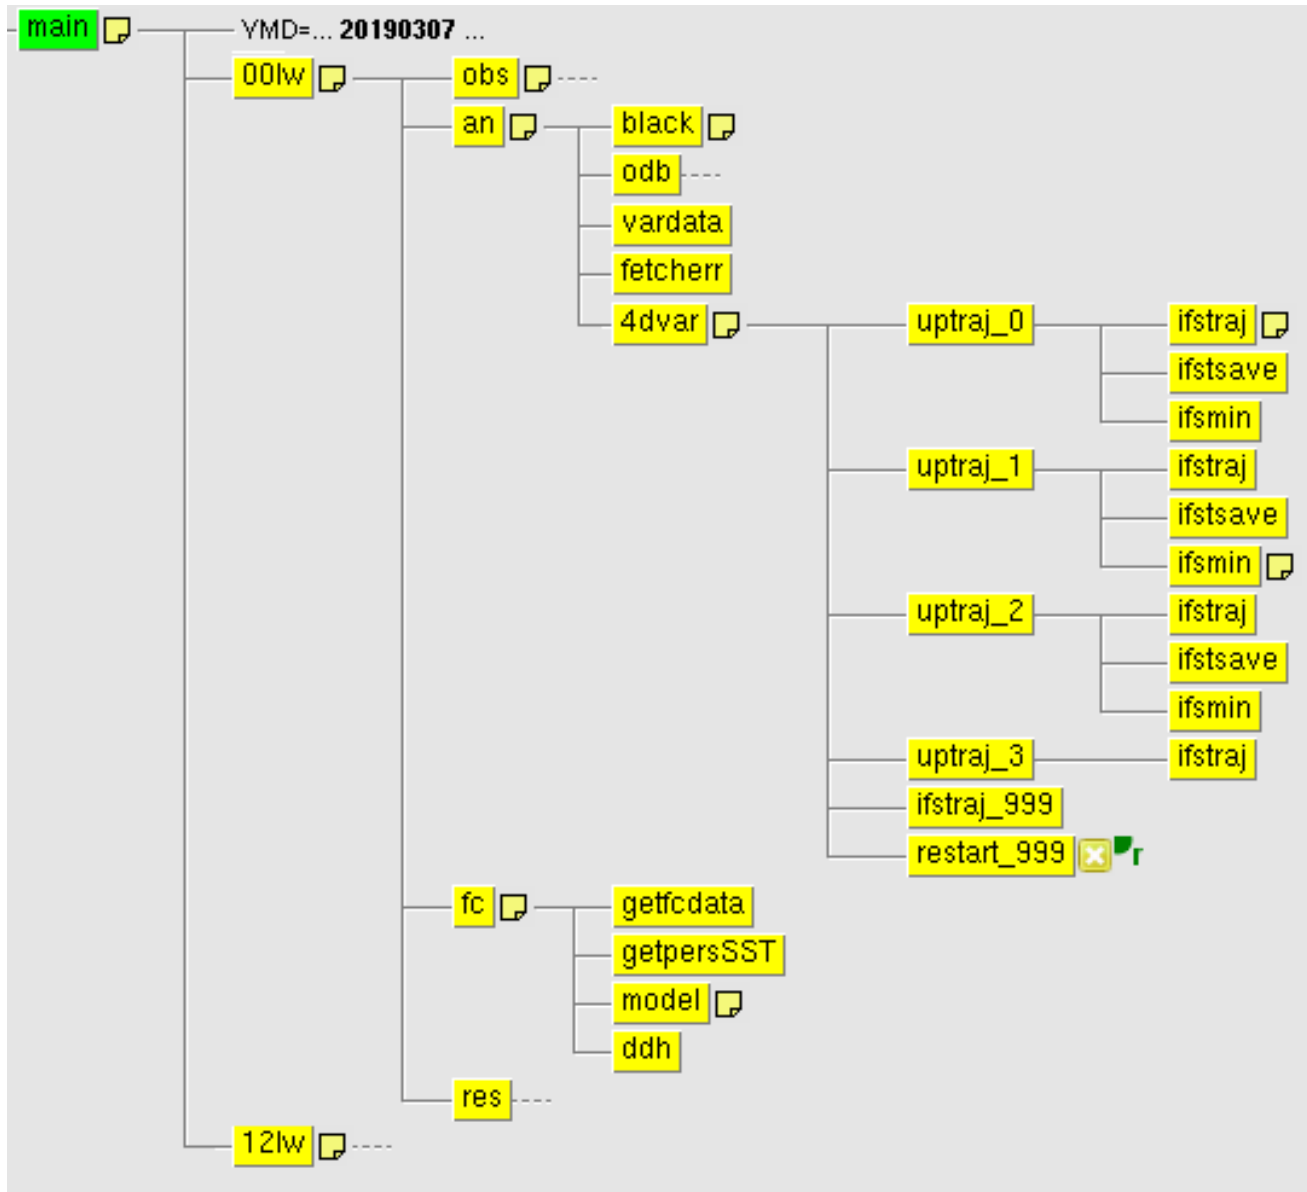 main YMD=... 20190307 ...
00lw obs
an black
odb
vardata
fetcherr
4dvar uptraj_0 ifstraj
ifstsave
ifsmin
uptraj_1 ifstraj
ifstsave
ifsmin
uptraj_2 ifstraj
ifstsave
ifsmin
uptraj_3 ifstraj
ifstraj_999
restart_999 r
fc getfcdata
getpersSST
model
ddh
res
12lw